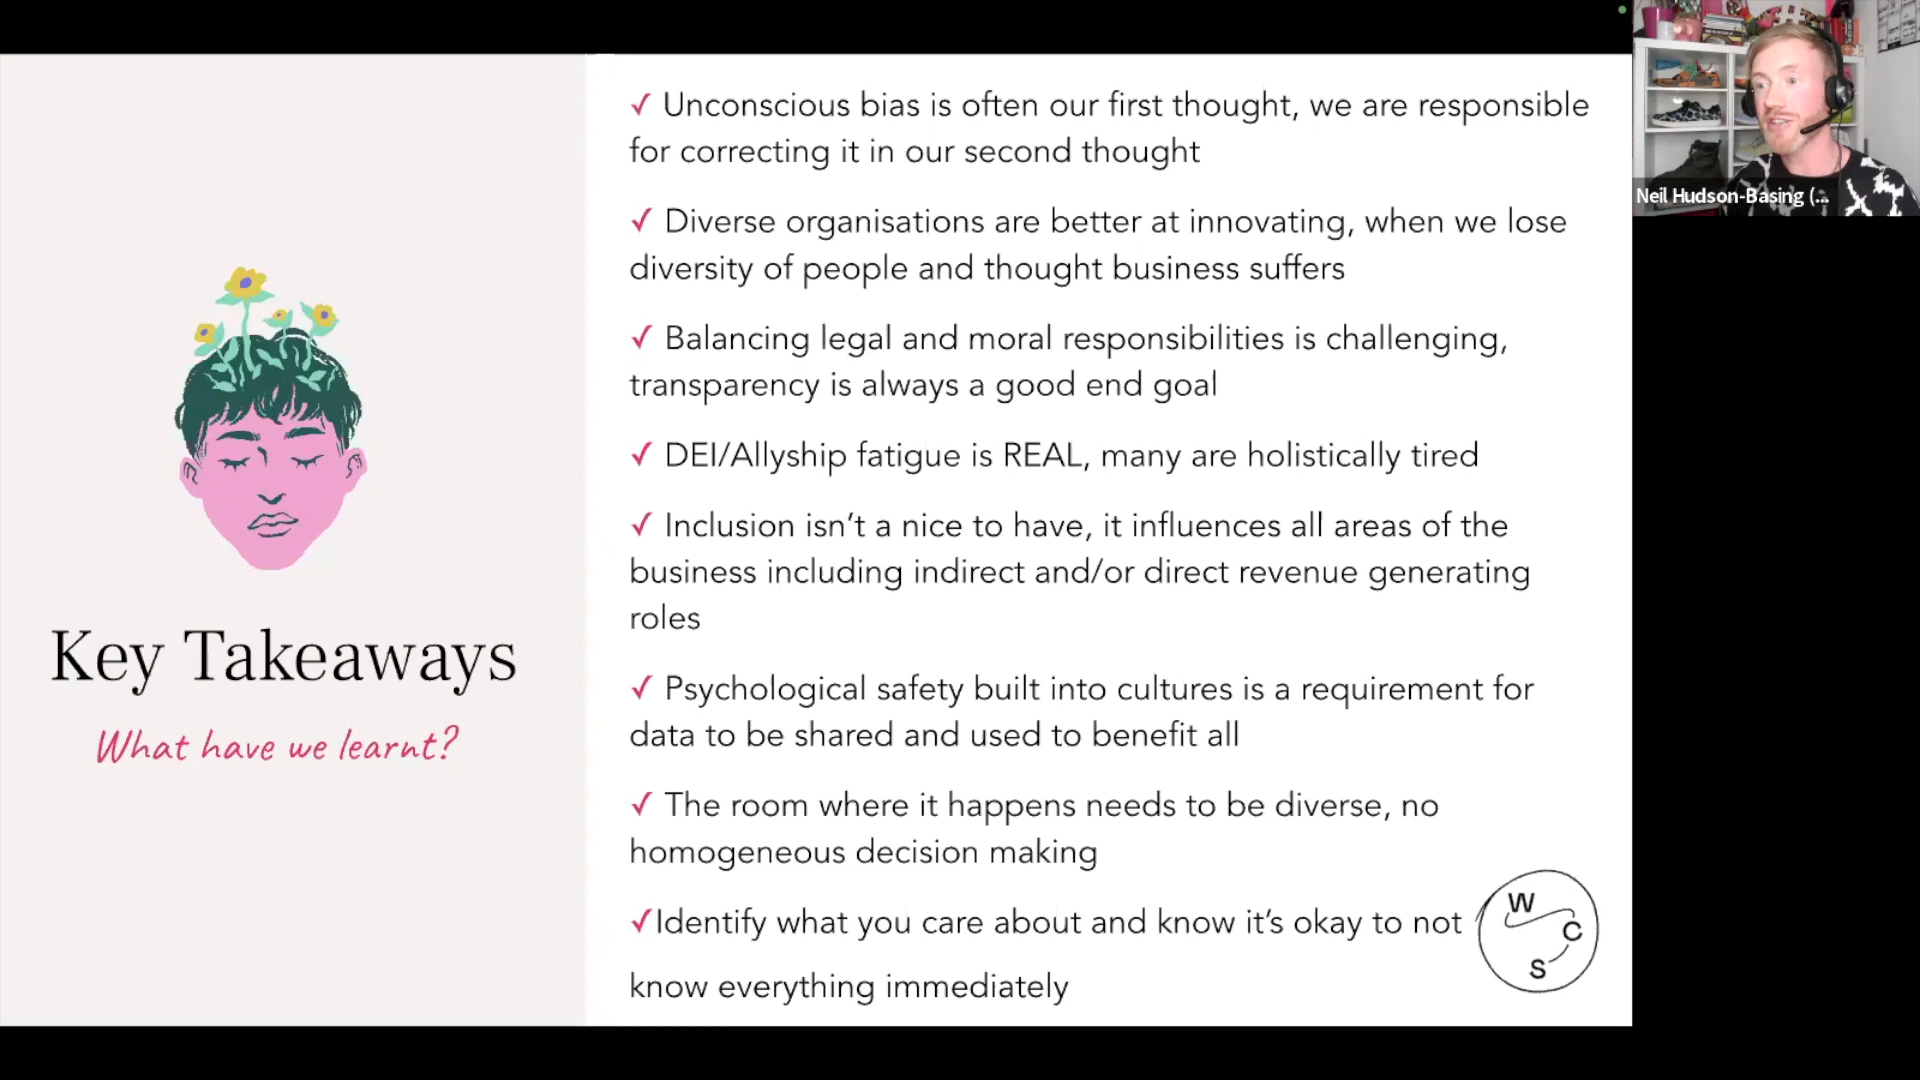 ✓ Unconscious bias is often our first thought, we are responsible
for correcting it in our second thought
✓ Diverse organisations are better at innovating, when we lose
diversity of people and thought business suffers
✓ Balancing legal and moral responsibilities is challenging,
transparency is always a good end goal
✓ DEI/Allyship fatigue is REAL, many are holistically tired
✓ Inclusion isn’t a nice to have, it influences all areas of the
business including indirect and/or direct revenue generating
roles
✓ Psychological safety built into cultures is a requirement for
data to be shared and used to benefit all
✓ The room where it happens needs to be diverse, no
homogeneous decision making
✓Identify what you care about and know it’s okay to not
know everything immediately
Key Takeaways
What have we learnt?
W
C
S
Neil Hudson-Basing (...